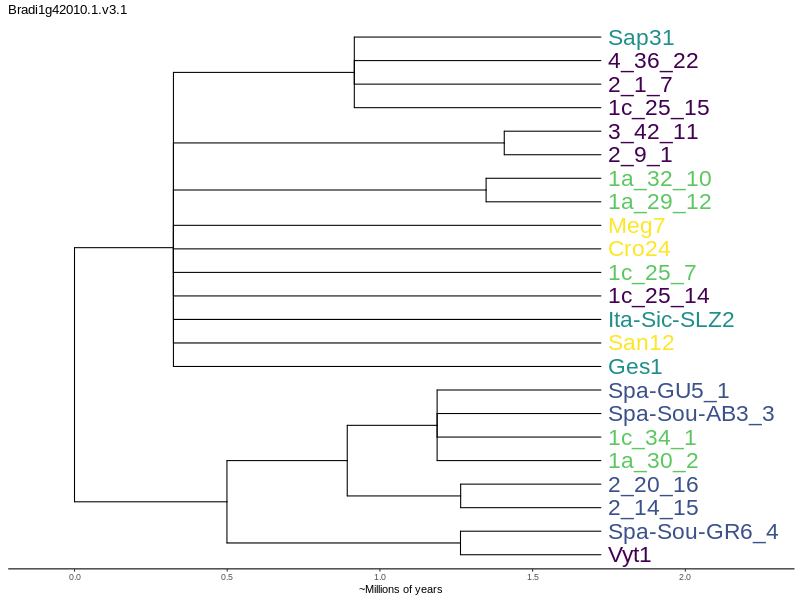 Bradi1g42010.1.v3.1
Sap31
4_36_22
2_1_7
1c_25_15
3_42_11
2_9_1
1a_32_10
1a_29_12
Meg7
Cro24
1c_25_7
1c_25_14
Ita-Sic-SLZ2
San12
Ges1
Spa-GU5_1
Spa-Sou-AB3_3
1c_34_1
1a_30_2
2_20_16
2_14_15
Spa-Sou-GR6_4
Vyt1
0.0 0.5 1.0 1.5 2.0
~Millions of years